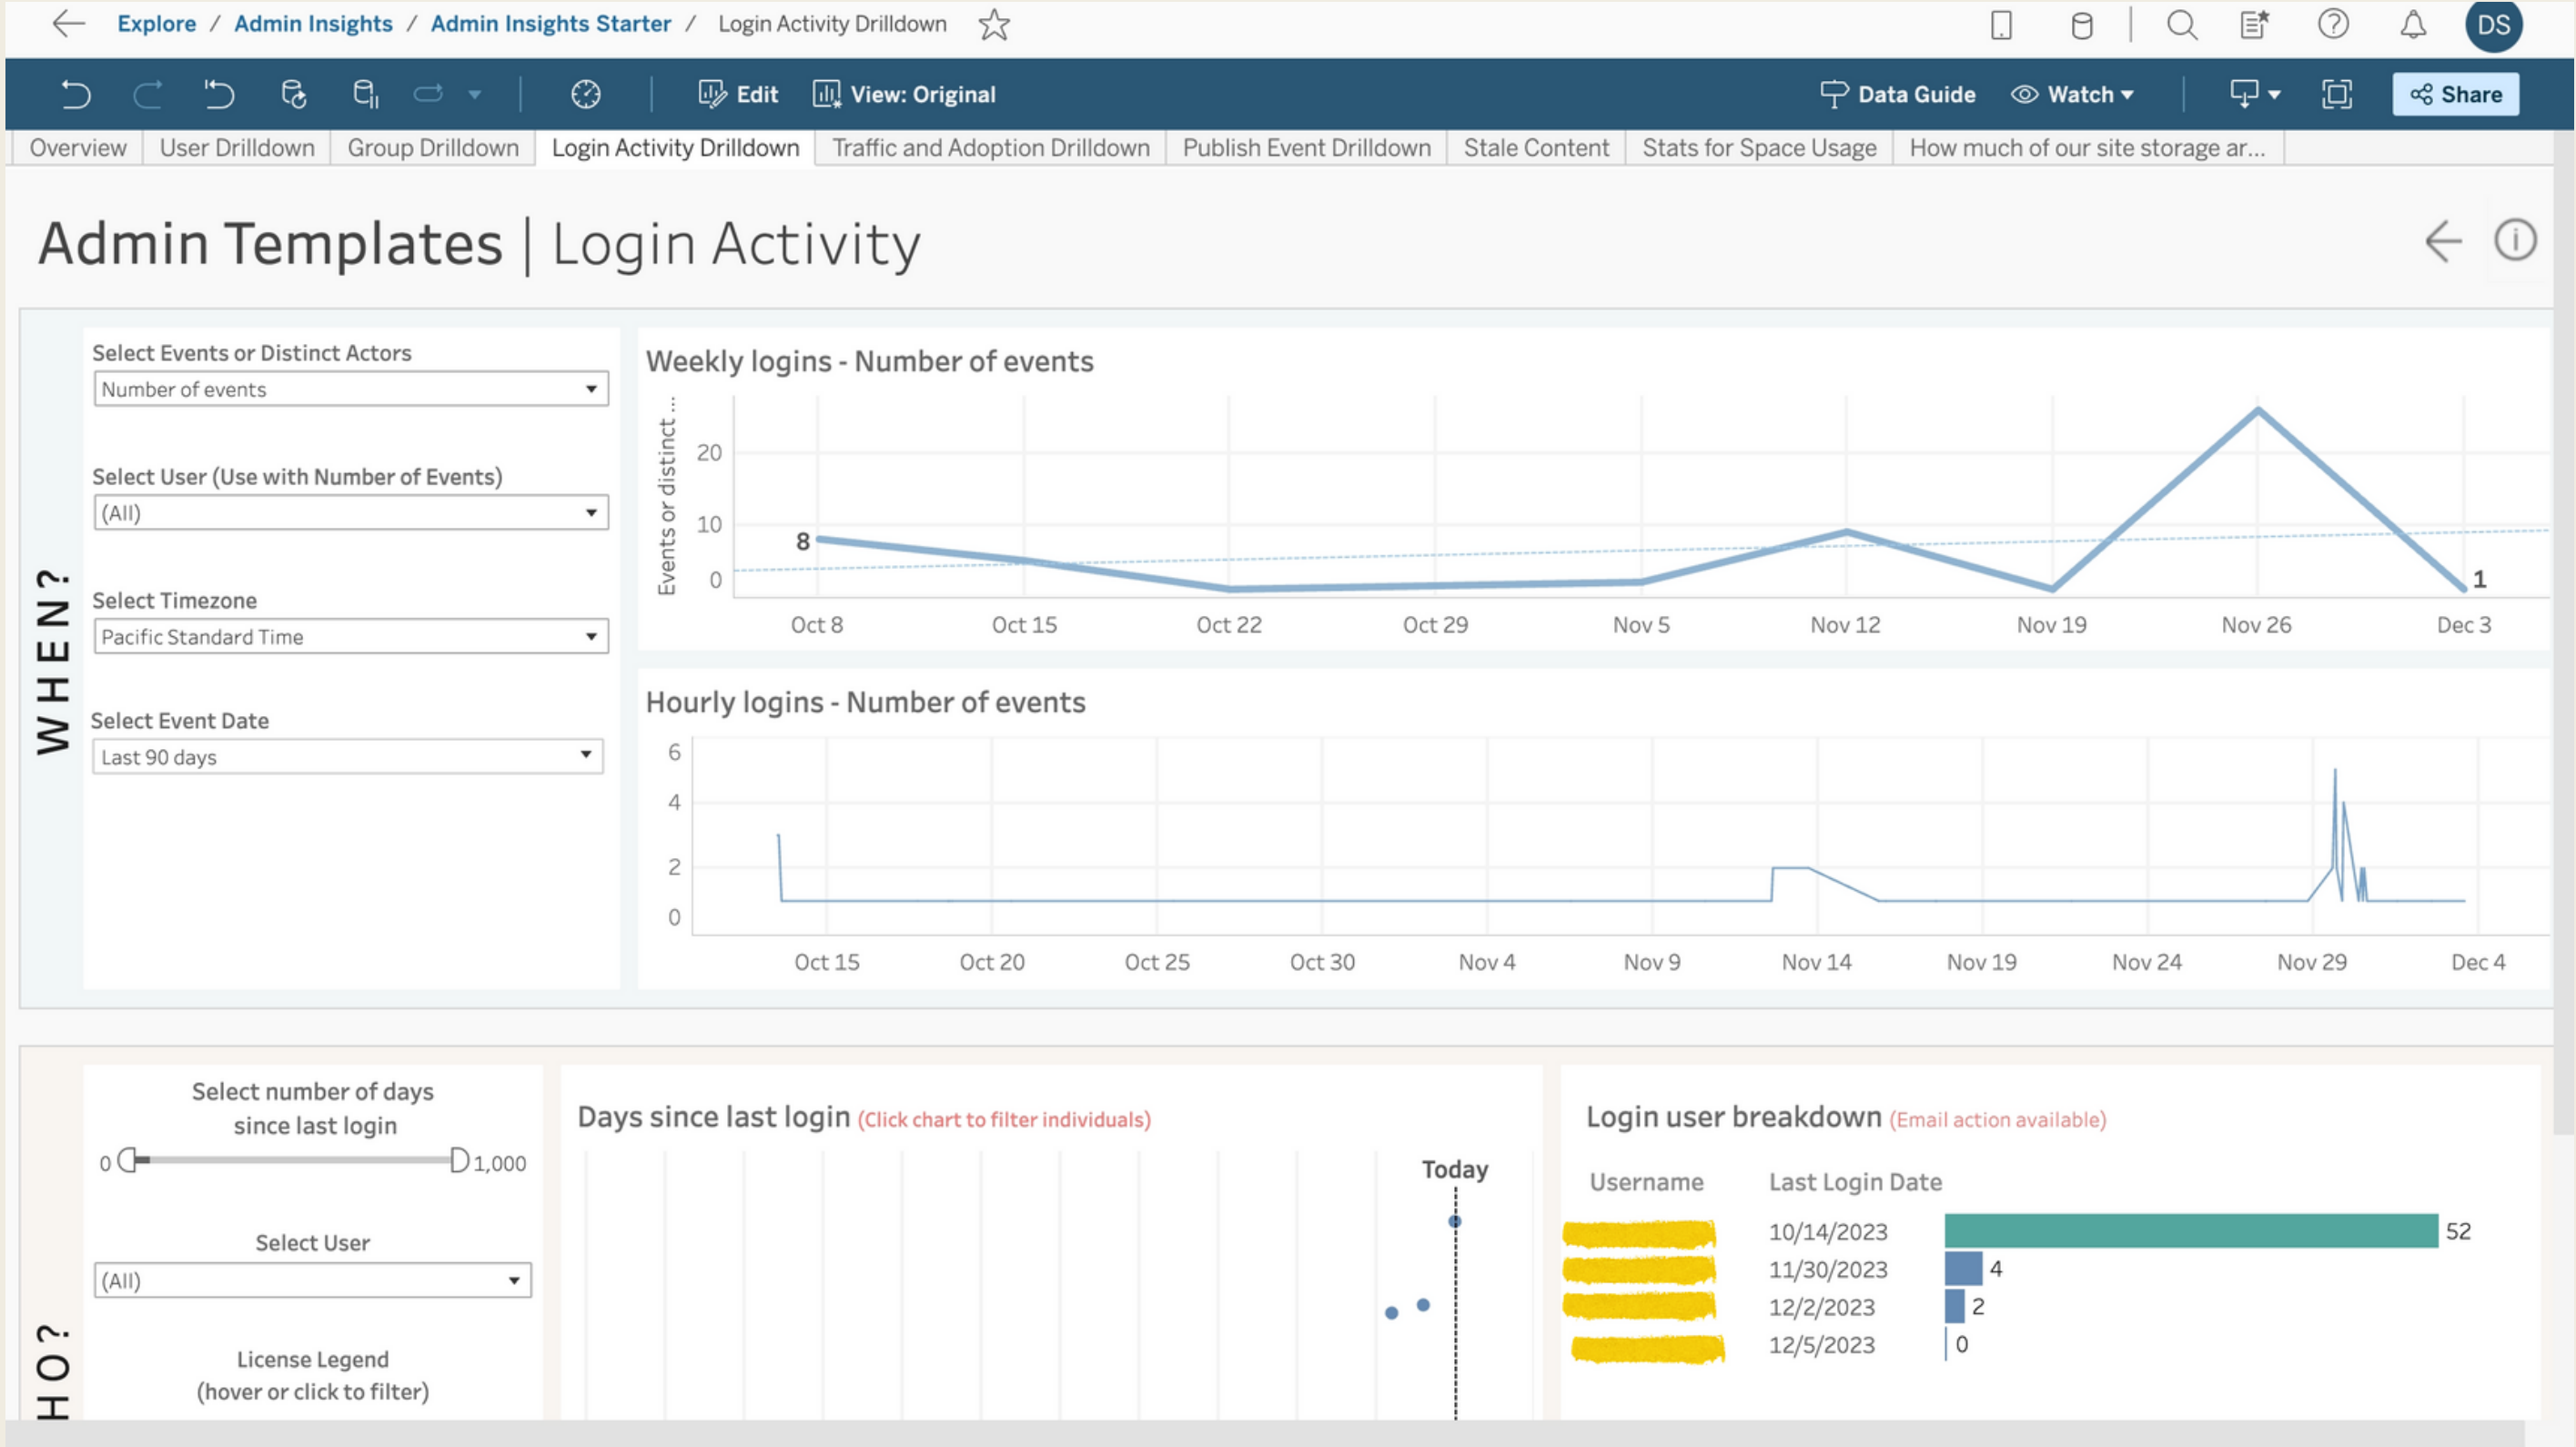 Explore / Admin Insights / Admin Insights Starter / Login Activity Drilldown
DS
Edit View: Original Data Guide Watch Share
Overview User Drilldown Group Drilldown Login Activity Drilldown Traffic and Adoption Drilldown Publish Event Drilldown Stale Content Stats for Space Usage How much of our site storage ar...
Admin Templates | Login Activity
WHEN?
Select Events or Distinct Actors
Number of events
Select User (Use with Number of Events)
(All)
Select Timezone
Pacific Standard Time
Select Event Date
Last 90 days
Weekly logins - Number of events
Events or distinct ...
20
10
0
8
1
Oct 8 Oct 15 Oct 22 Oct 29 Nov 5 Nov 12 Nov 19 Nov 26 Dec 3
Hourly logins - Number of events
6
4
2
0
Oct 15 Oct 20 Oct 25 Oct 30 Nov 4 Nov 9 Nov 14 Nov 19 Nov 24 Nov 29 Dec 4
HO?
Select number of days
since last login
0 1,000
Select User
(All)
License Legend
(hover or click to filter)
Days since last login (Click chart to filter individuals)
Today
Login user breakdown (Email action available)
Username Last Login Date
10/14/2023 52
11/30/2023 4
12/2/2023 2
12/5/2023 0